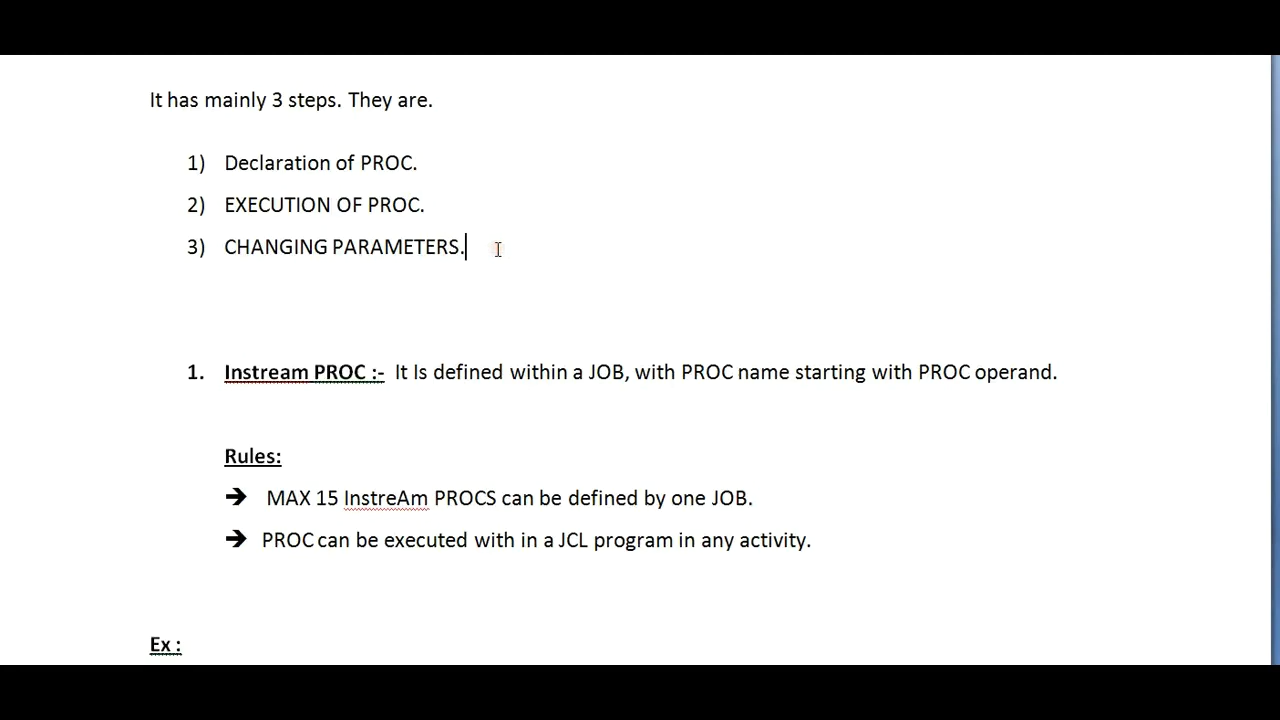 It has mainly 3 steps. They are.
1) Declaration of PROC.
2) EXECUTION OF PROC.
3) CHANGING PARAMETERS.
1. Instream PROC :- It Is defined within a JOB, with PROC name starting with PROC operand.
Rules:
➔ MAX 15 InstreAm PROCS can be defined by one JOB.
➔ PROC can be executed with in a JCL program in any activity.
Ex :